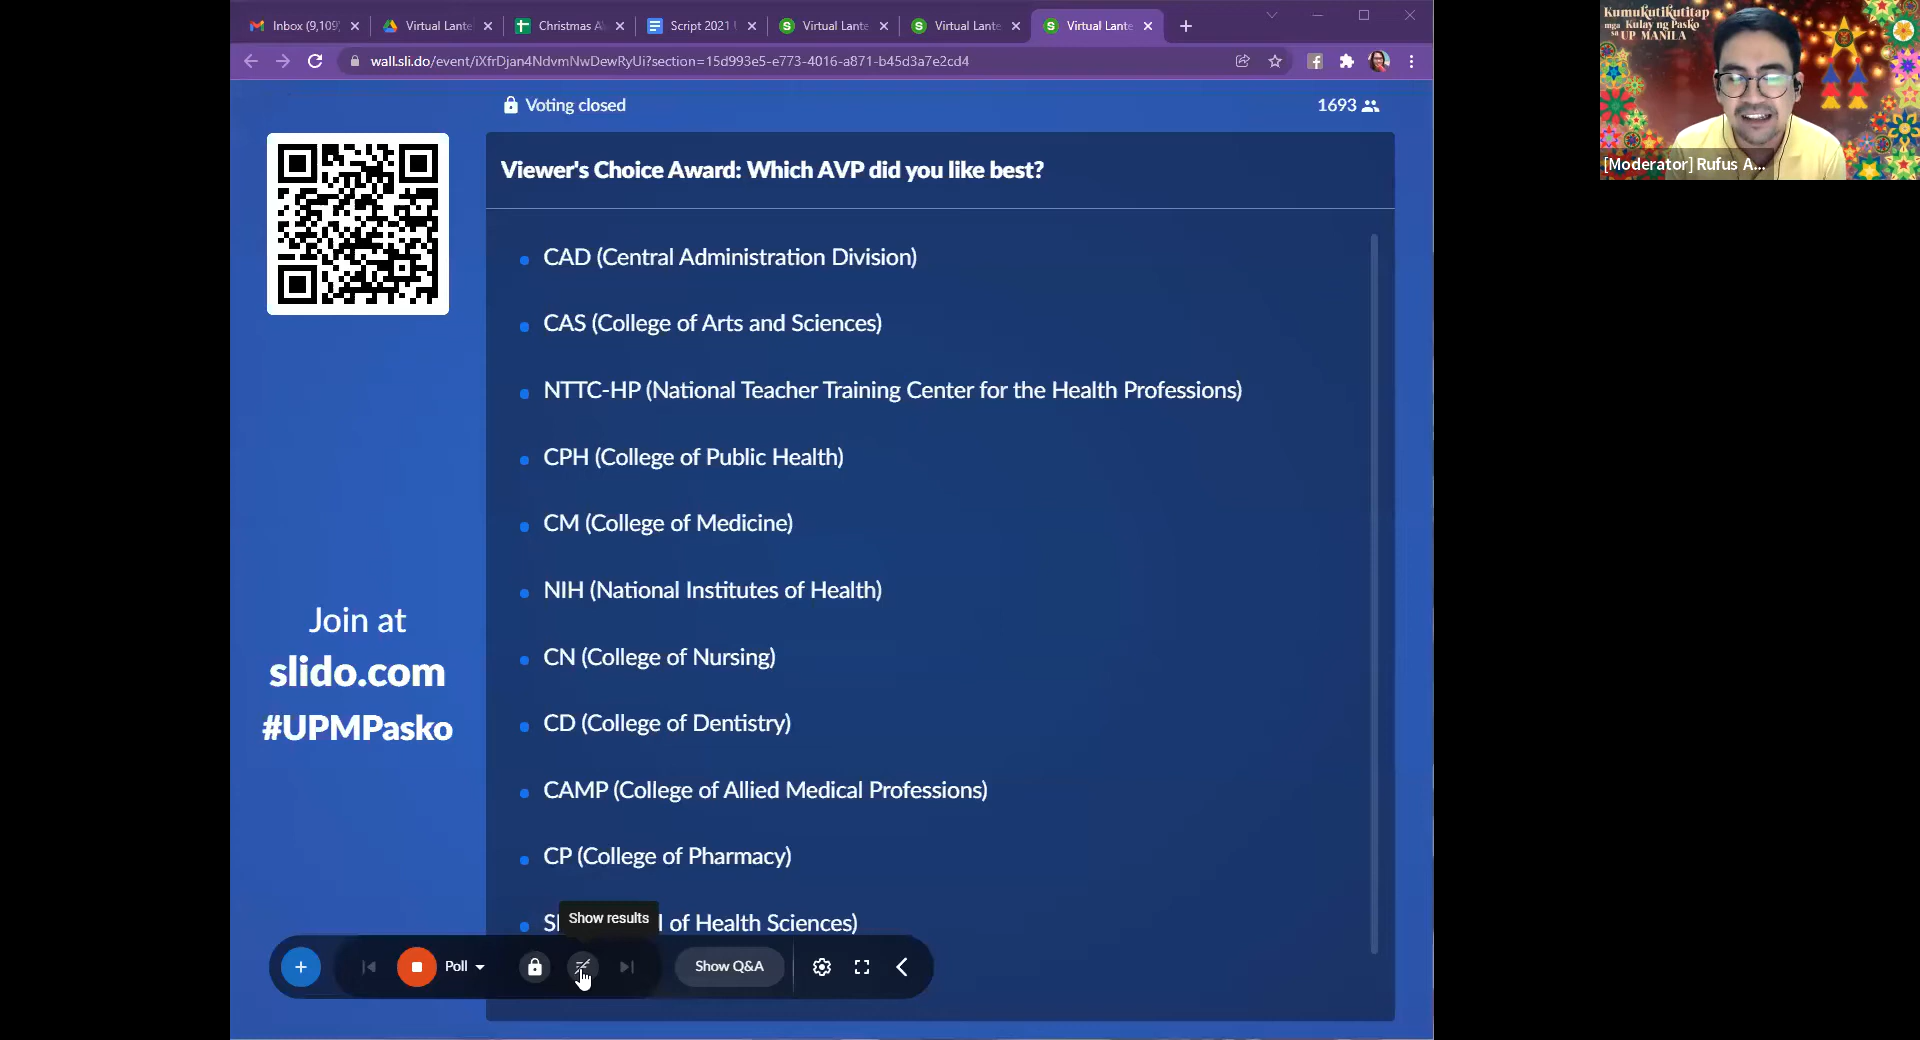 Inbox (9,109
Virtual Lante
Christmas A
Script 2021
Virtual Lante
Virtual Lante
Virtual Lante
wall.sli.do/event/iXfrDjan4NdvmNwDewRyUi?section=15d993e5-e773-4016-a871-b45d3a7e2cd4
Voting closed
1693
Viewer's Choice Award: Which AVP did you like best?
CAD (Central Administration Division)
CAS (College of Arts and Sciences)
NTTC-HP (National Teacher Training Center for the Health Professions)
CPH (College of Public Health)
CM (College of Medicine)
NIH (National Institutes of Health)
CN (College of Nursing)
CD (College of Dentistry)
CAMP (College of Allied Medical Professions)
CP (College of Pharmacy)
of Health Sciences)
Show results
Join at
slido.com
#UPMPasko
Poll
Show Q&A
Kumukutikutitap
mga Kulay ng Pasko
sa UP MANILA
[Moderator] Rufus A...